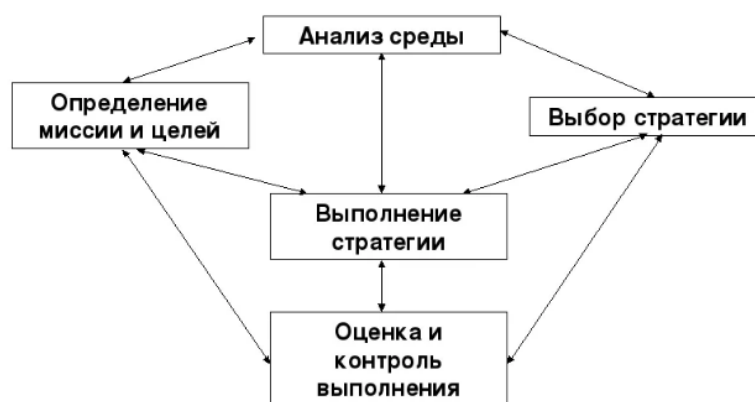 Анализ среды
Определение
миссии и целей
Выбор стратегии
Выполнение
стратегии
Оценка и
контроль
выполнения